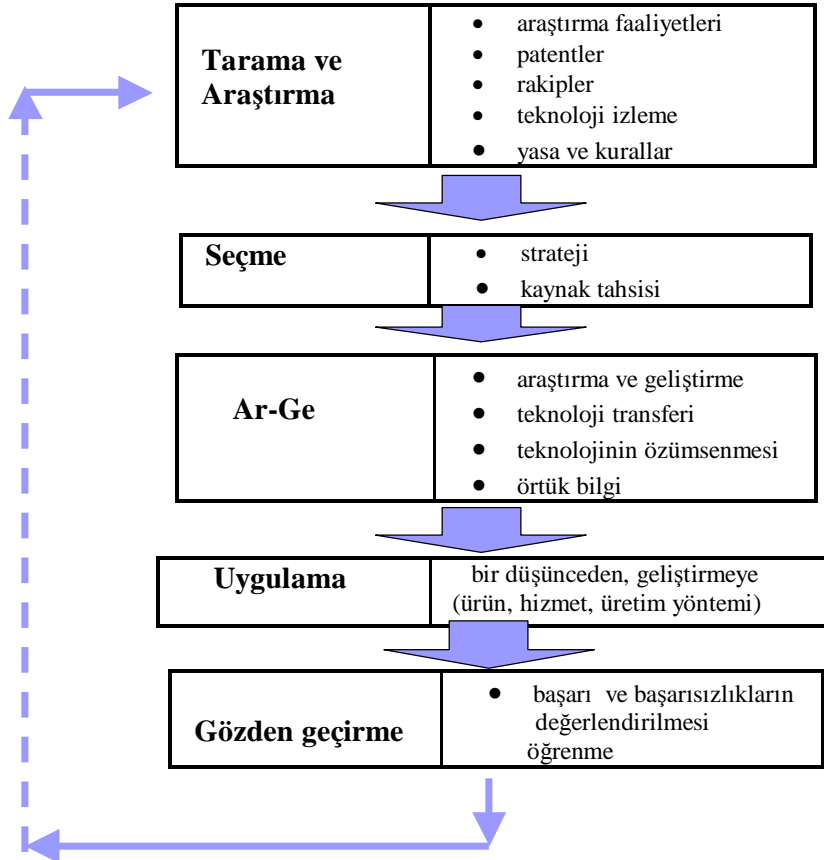 Tarama ve
Araştırma
• araştırma faaliyetleri
• patentler
• rakipler
• teknoloji izleme
• yasa ve kurallar
Seçme
• strateji
• kaynak tahsisi
Ar-Ge
• araştırma ve geliştirme
• teknoloji transferi
• teknolojinin özümsenmesi
• örtük bilgi
Uygulama
bir düşünceden, geliştirmeye
(ürün, hizmet, üretim yöntemi)
Gözden geçirme
• başarı ve başarısızlıkların
değerlendirilmesi
öğrenme